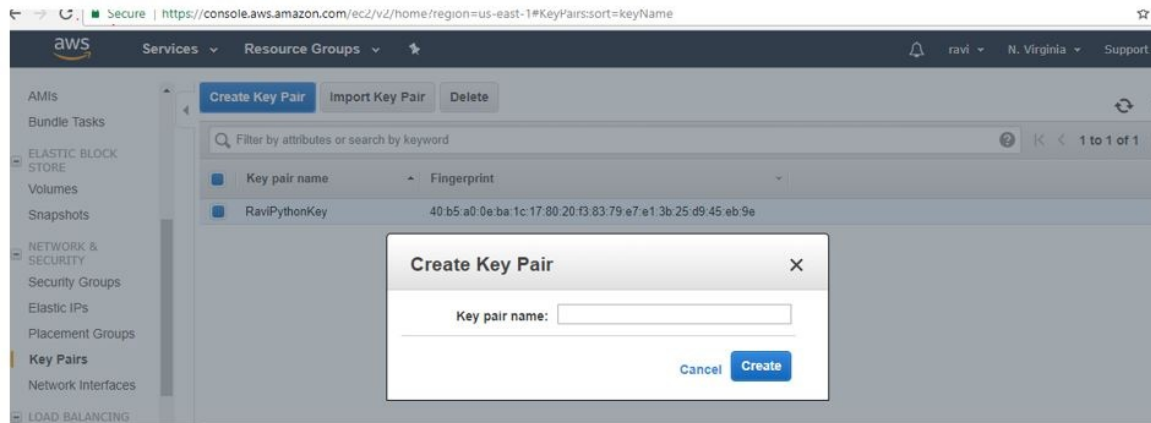 Secure | https://console.aws.amazon.com/ec2/v2/home?region=us-east-1#KeyPairs:sort=keyName
aws Services Resource Groups ravi N. Virginia Support
AMIs
Bundle Tasks
ELASTIC BLOCK
STORE
Volumes
Snapshots
NETWORK &
SECURITY
Security Groups
Elastic IPs
Placement Groups
Key Pairs
Network Interfaces
LOAD BALANCING
Create Key Pair Import Key Pair Delete
Filter by attributes or search by keyword 1 to 1 of 1
Key pair name Fingerprint
RaviPythonKey 40:b5:a0:0e:ba:1c:17:80:20:f3:83:79:e7:e1:3b:25:d9:45:eb:9e
Create Key Pair
Key pair name:
Cancel Create